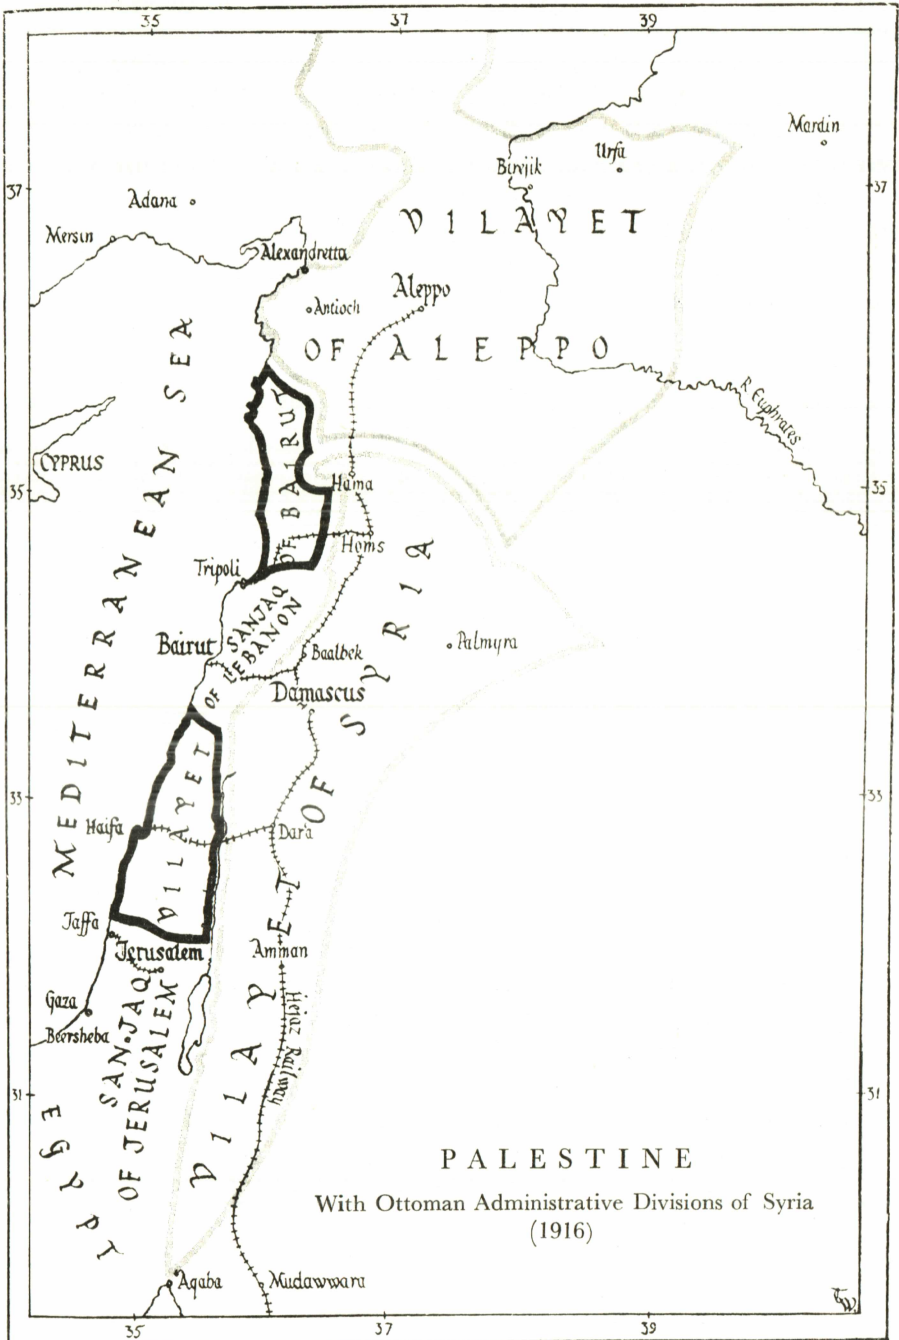 35 37 39
37
Mardin
Urfa
Birijik
37
Adana
VILAYET
Mersin
Alexandretta
Aleppo
Antioch
OF ALEPPO
R Euphrates
MEDITERRANEAN SEA
CYPRUS
35
35
Hama
VILAYET OF BAIRUT
Homs
Tripoli
SANJAQ
OF LEBANON
Bairut
Baalbek
Palmyra
Damascus
VILAYET OF SYRIA
33
33
Haifa
Dar'a
Jaffa
Jerusalem
Amman
Gaza
Beersheba
SANJAQ
OF JERUSALEM
Hejaz Railway
31
31
EGYPT
PALESTINE
With Ottoman Administrative Divisions of Syria
(1916)
Aqaba
Mudawwara
35 37 39